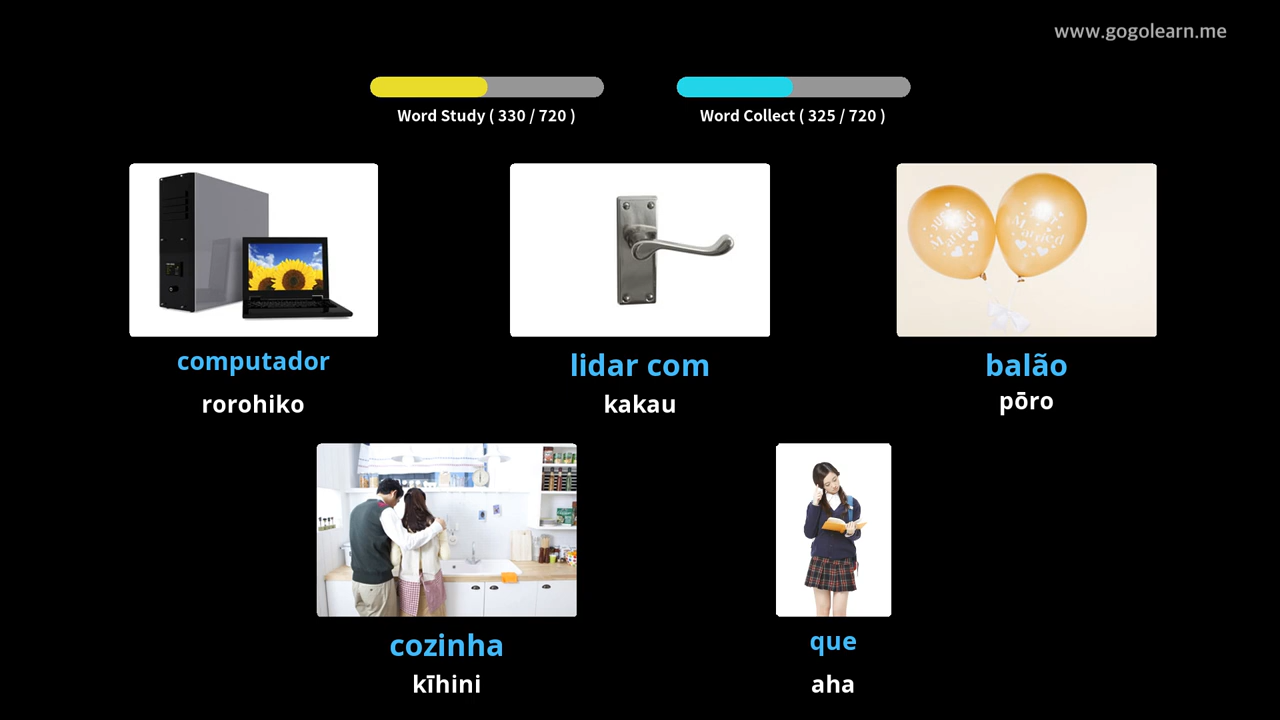 www.gogolearn.me
Word Study ( 330 / 720 )
Word Collect ( 325 / 720 )
computador
rorohiko
lidar com
kakau
balão
pōro
cozinha
kīhini
que
aha